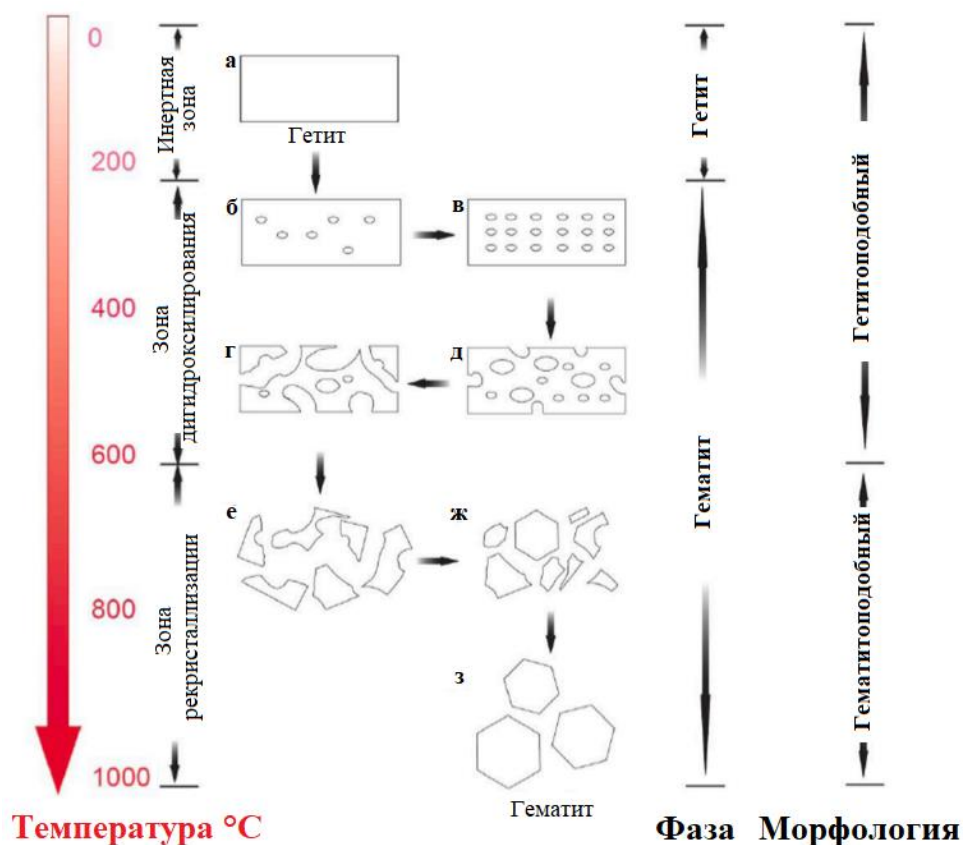 0
200
400
600
800
1000
Температура °С
Инертная
зона
Зона
дигидроксилирования
Зона
рекристаллизации
а
Гетит
б
в
г
д
е
ж
з
Гематит
Гетит
Гематит
Фаза
Гетитоподобный
Гематитоподобный
Морфология